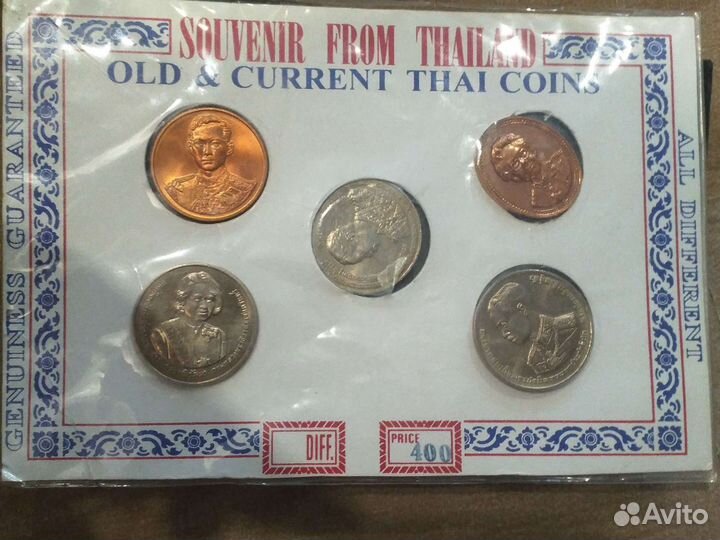 SOUVENIR FROM THAILAND
OLD & CURRENT THAI COINS
GENUINESS GUARANTEED
ALL DIFFERENT
DIFF.
PRICE
400
Avito